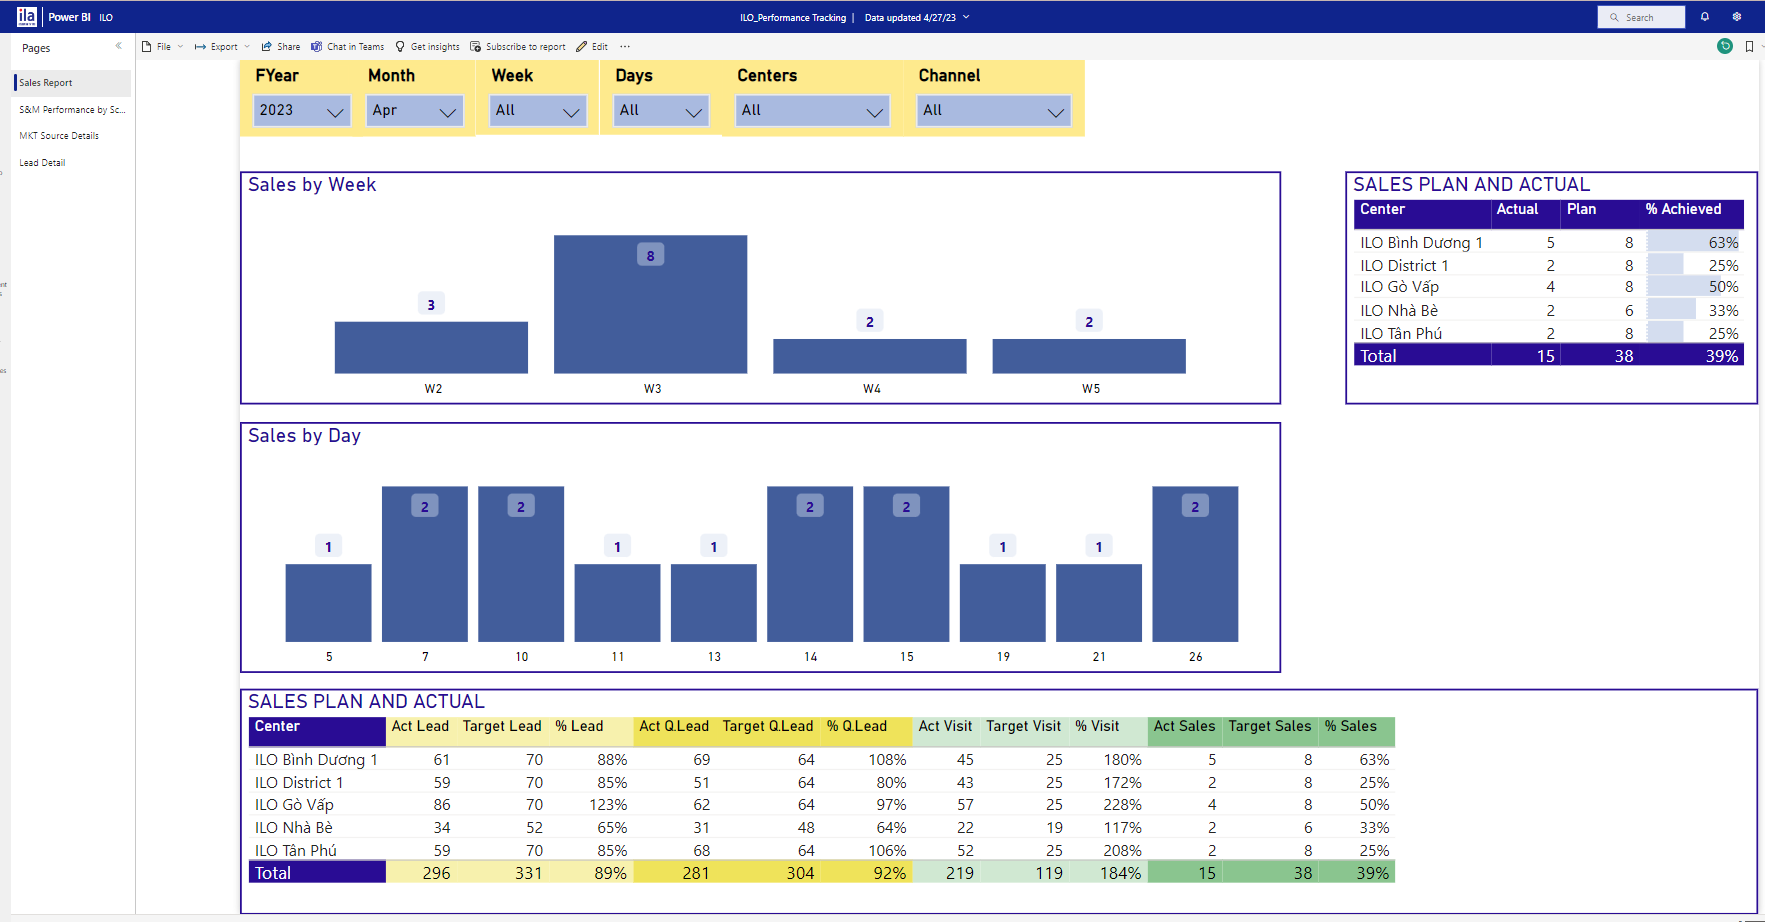 ila Power BI ILO ILO_Performance Tracking | Data updated 4/27/23 Search
Pages
File Export Share Chat in Teams Get insights Subscribe to report Edit ...
Sales Report
S&M Performance by Sc...
MKT Source Details
Lead Detail
FYear Month Week Days Centers Channel
2023 Apr All All All All
Sales by Week
3 8 2 2
W2 W3 W4 W5
SALES PLAN AND ACTUAL
Center Actual Plan % Achieved
ILO Bình Dương 1 5 8 63%
ILO District 1 2 8 25%
ILO Gò Vấp 4 8 50%
ILO Nhà Bè 2 6 33%
ILO Tân Phú 2 8 25%
Total 15 38 39%
Sales by Day
1 2 2 1 1 2 2 1 1 2
5 7 10 11 13 14 15 19 21 26
SALES PLAN AND ACTUAL
Center Act Lead Target Lead % Lead Act Q.Lead Target Q.Lead % Q.Lead Act Visit Target Visit % Visit Act Sales Target Sales % Sales
ILO Bình Dương 1 61 70 88% 69 64 108% 45 25 180% 5 8 63%
ILO District 1 59 70 85% 51 64 80% 43 25 172% 2 8 25%
ILO Gò Vấp 86 70 123% 62 64 97% 57 25 228% 4 8 50%
ILO Nhà Bè 34 52 65% 31 48 64% 22 19 117% 2 6 33%
ILO Tân Phú 59 70 85% 68 64 106% 52 25 208% 2 8 25%
Total 296 331 89% 281 304 92% 219 119 184% 15 38 39%